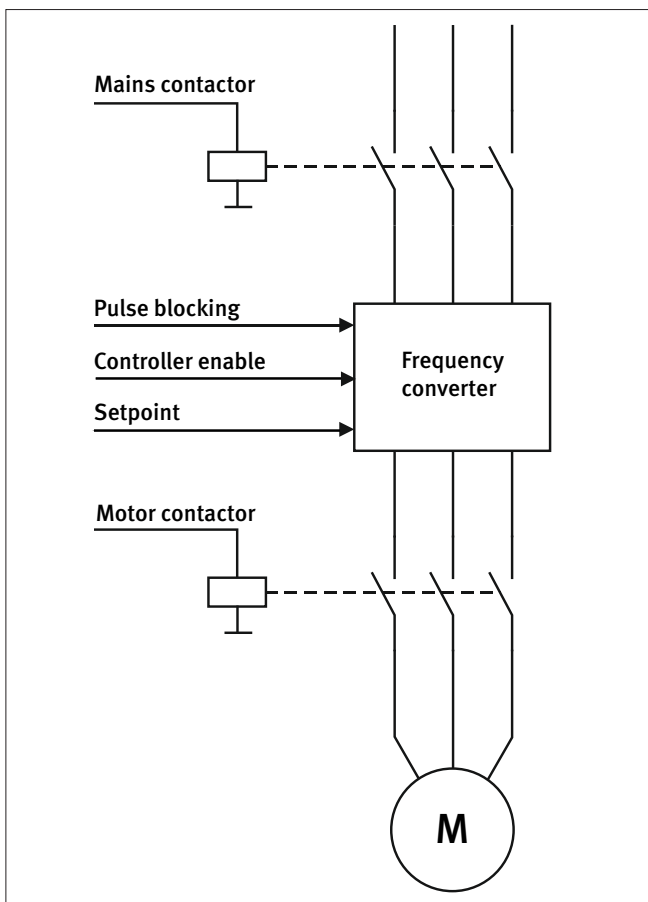 Mains contactor
Pulse blocking
Controller enable
Setpoint
Frequency
converter
Motor contactor
M